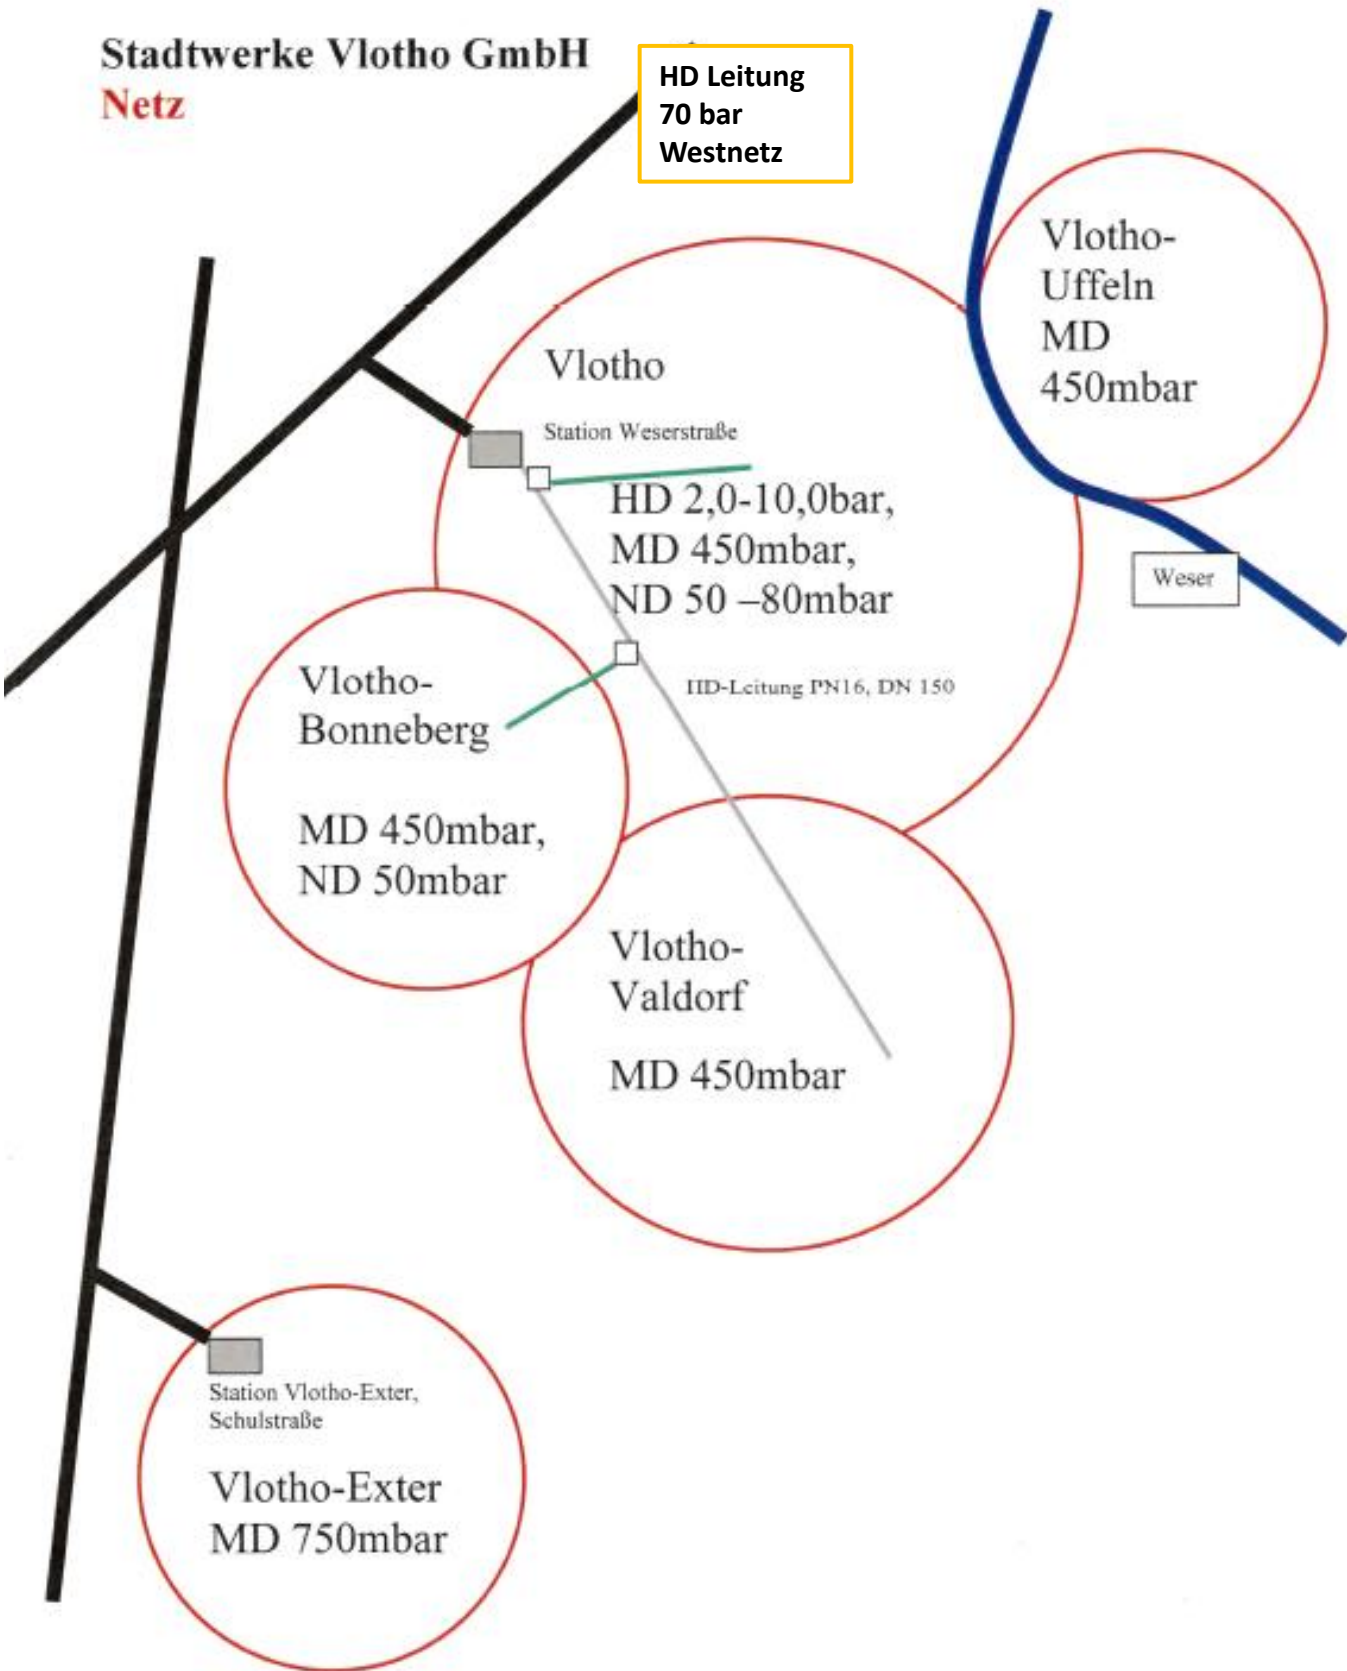 Stadtwerke Vlotho GmbH
Netz
HD Leitung
70 bar
Westnetz
Vlotho-
Uffeln
MD
450mbar
Vlotho
Station Weserstraße
HD 2,0-10,0bar,
MD 450mbar,
ND 50 –80mbar
Weser
HD-Leitung PN16, DN 150
Vlotho-
Bonneberg
MD 450mbar,
ND 50mbar
Vlotho-
Valdorf
MD 450mbar
Station Vlotho-Exter,
Schulstraße
Vlotho-Exter
MD 750mbar